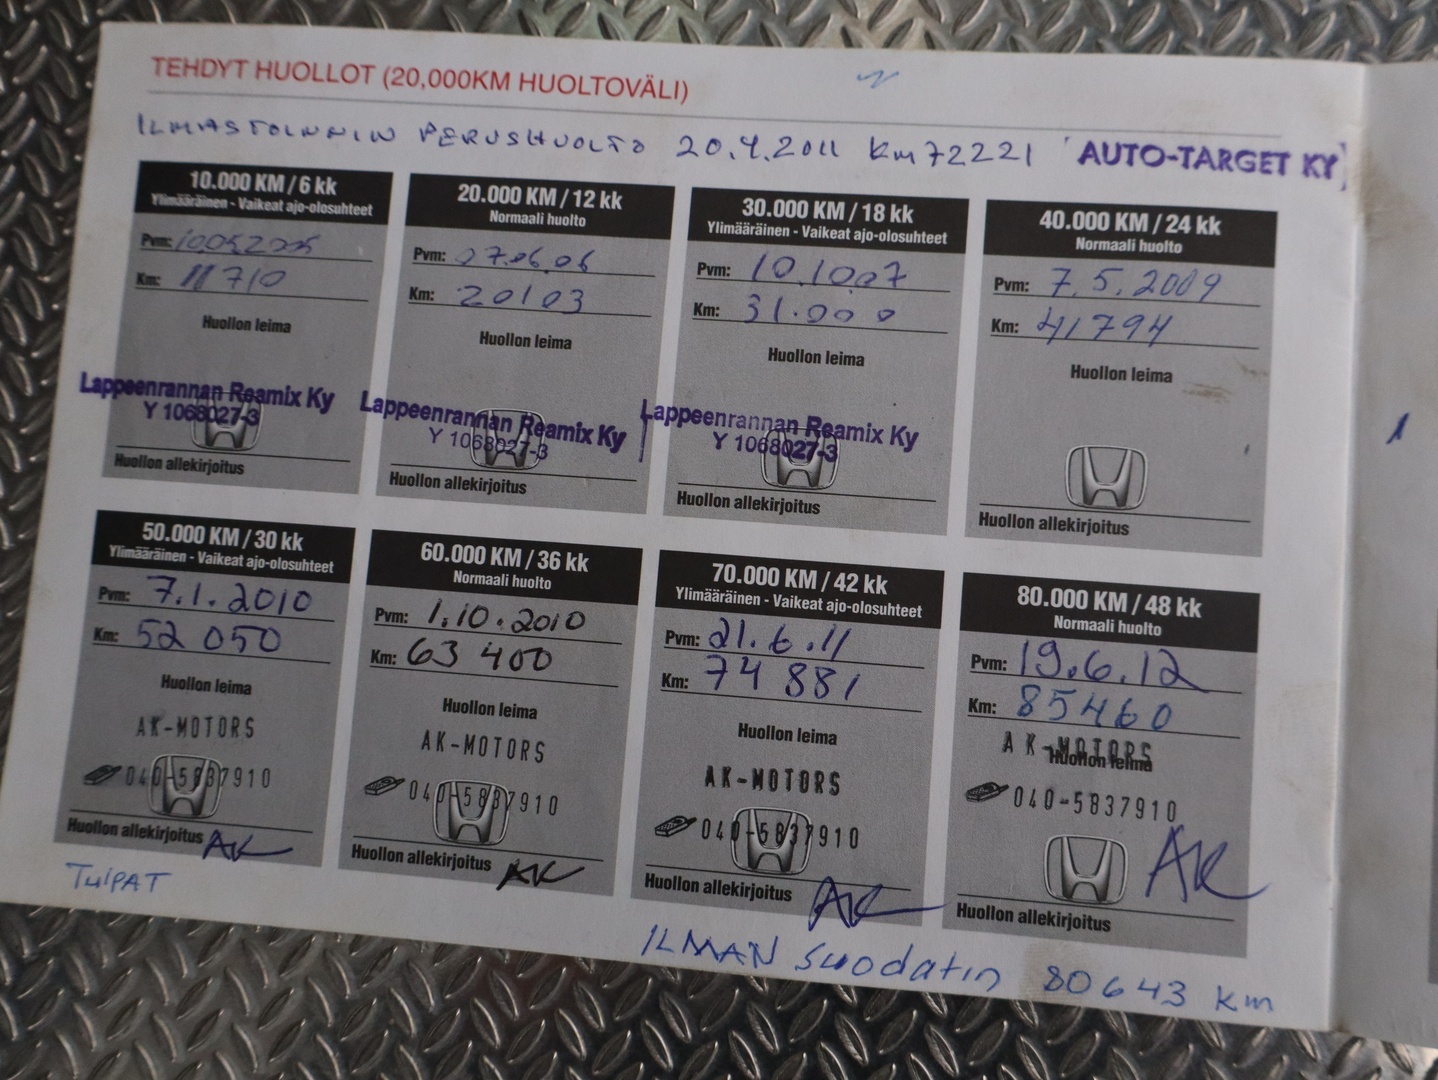 TEHDYT HUOLLOT (20,000KM HUOLTOVÄLI)
ILMASTOINNIN PERUSHUOLTO 20.4.2011 Km 72221 AUTO-TARGET KY
10.000 KM / 6 kk
Ylimääräinen - Vaikeat ajo-olosuhteet
Pvm: 10052005
Km: 11710
Huollon leima
Lappeenrannan Reamix Ky
Y 1068027-3
Huollon allekirjoitus
20.000 KM / 12 kk
Normaali huolto
Pvm: 07.06.06
Km: 20103
Huollon leima
Lappeenrannan Reamix Ky
Y 1068027-3
Huollon allekirjoitus
30.000 KM / 18 kk
Ylimääräinen - Vaikeat ajo-olosuhteet
Pvm: 10.10.07
Km: 31.000
Huollon leima
Lappeenrannan Reamix Ky
Y 1068027-3
Huollon allekirjoitus
40.000 KM / 24 kk
Normaali huolto
Pvm: 7.5.2009
Km: 41794
Huollon leima
Huollon allekirjoitus
50.000 KM / 30 kk
Ylimääräinen - Vaikeat ajo-olosuhteet
Pvm: 7.1.2010
Km: 52 050
Huollon leima
AK-MOTORS
040-5837910
Huollon allekirjoitus AK
60.000 KM / 36 kk
Normaali huolto
Pvm: 1.10.2010
Km: 63 400
Huollon leima
AK-MOTORS
040-5837910
Huollon allekirjoitus AK
70.000 KM / 42 kk
Ylimääräinen - Vaikeat ajo-olosuhteet
Pvm: 21.6.11
Km: 74 881
Huollon leima
AK-MOTORS
040-5837910
Huollon allekirjoitus AK
80.000 KM / 48 kk
Normaali huolto
Pvm: 19.6.12
Km: 85460
AK-MOTORS
Huollon leima
040-5837910
AK
Huollon allekirjoitus
TulPAT
ILMAN suodatin 80643 km